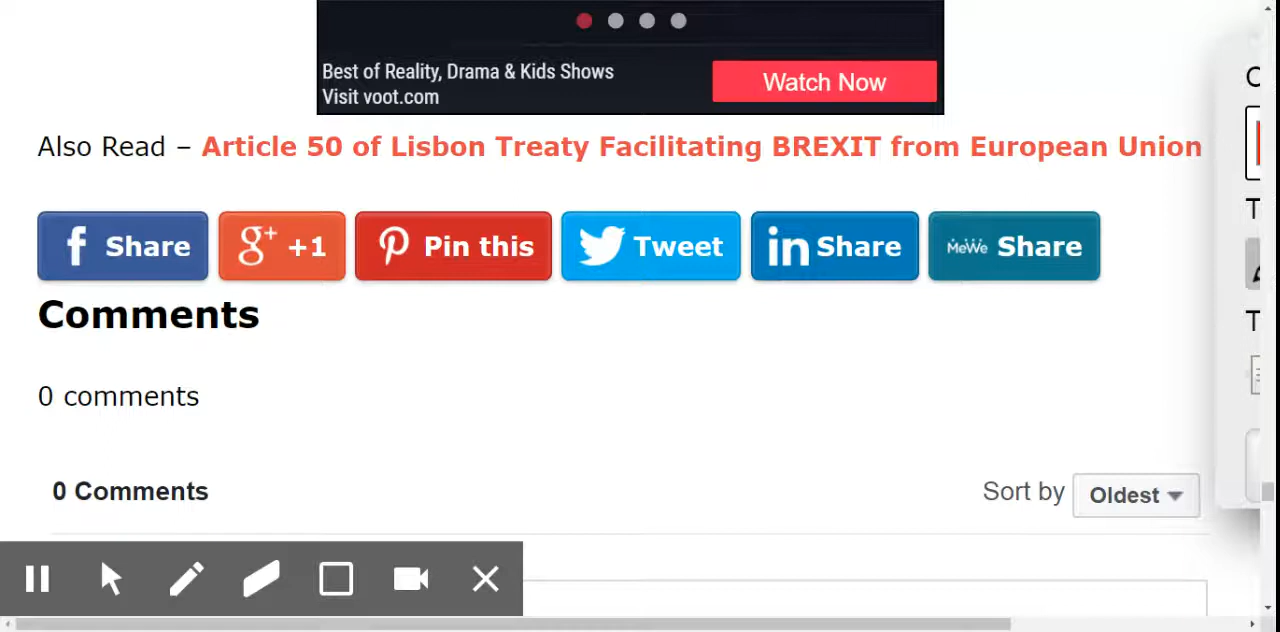 Best of Reality, Drama & Kids Shows
Visit voot.com
Watch Now
Also Read – Article 50 of Lisbon Treaty Facilitating BREXIT from European Union
f Share
g+ +1
Pin this
Tweet
in Share
MeWe Share
Comments
0 comments
0 Comments
Sort by Oldest